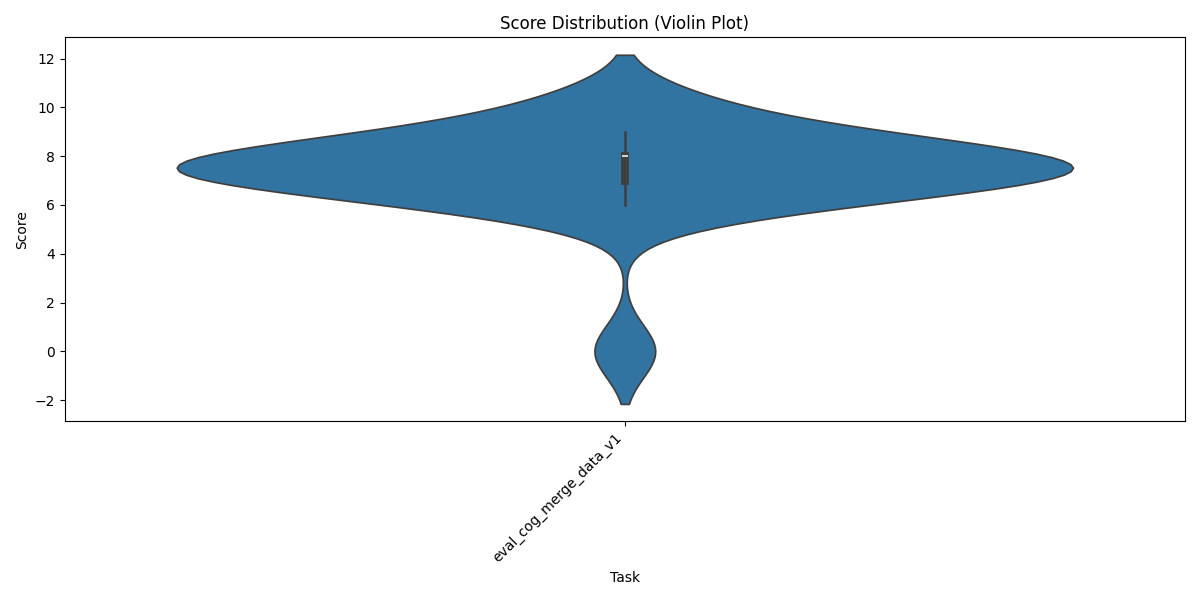 Score Distribution (Violin Plot)
12
10
8
6
4
2
0
−2
Score
eval_cog_merge_data_v1
Task